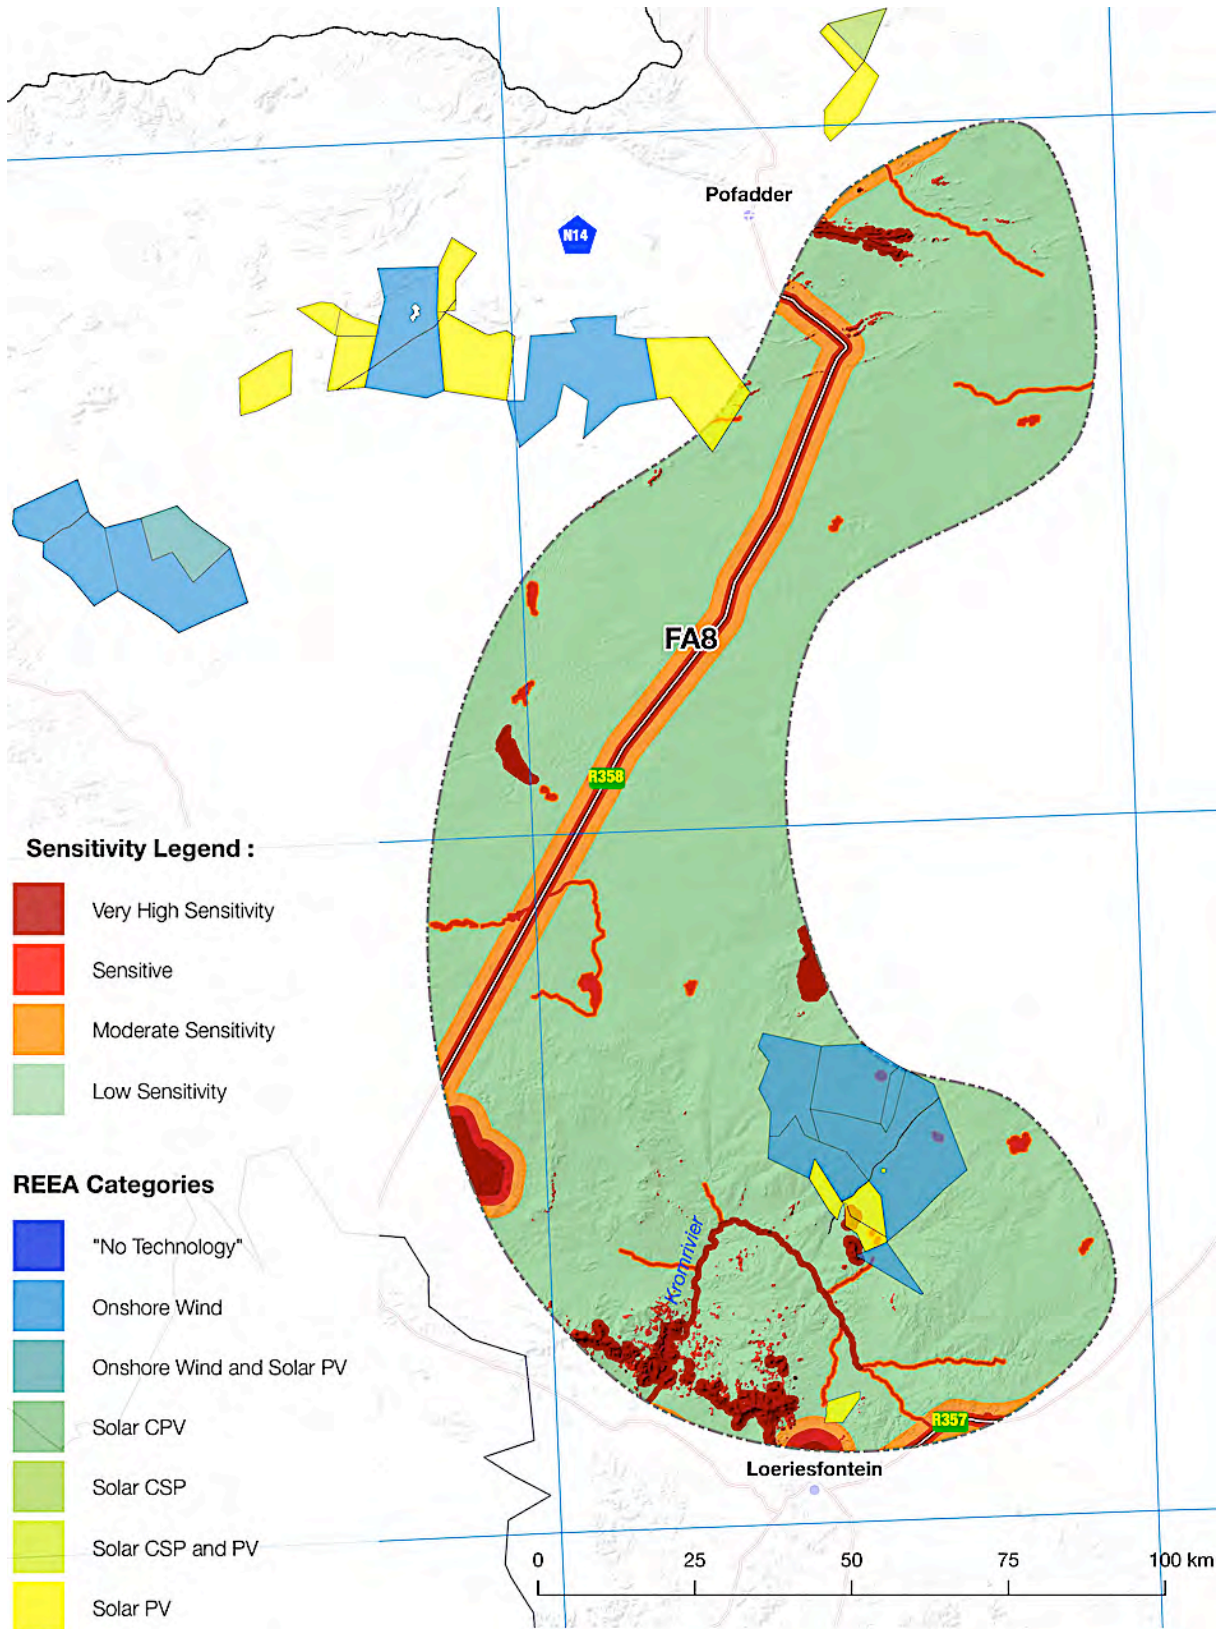 Pofadder
N14
FA8
R358
Sensitivity Legend :
Very High Sensitivity
Sensitive
Moderate Sensitivity
Low Sensitivity
REEA Categories
"No Technology"
Onshore Wind
Onshore Wind and Solar PV
Solar CPV
Solar CSP
Solar CSP and PV
Solar PV
Kromrivier
R357
Loeriesfontein
0 25 50 75 100 km